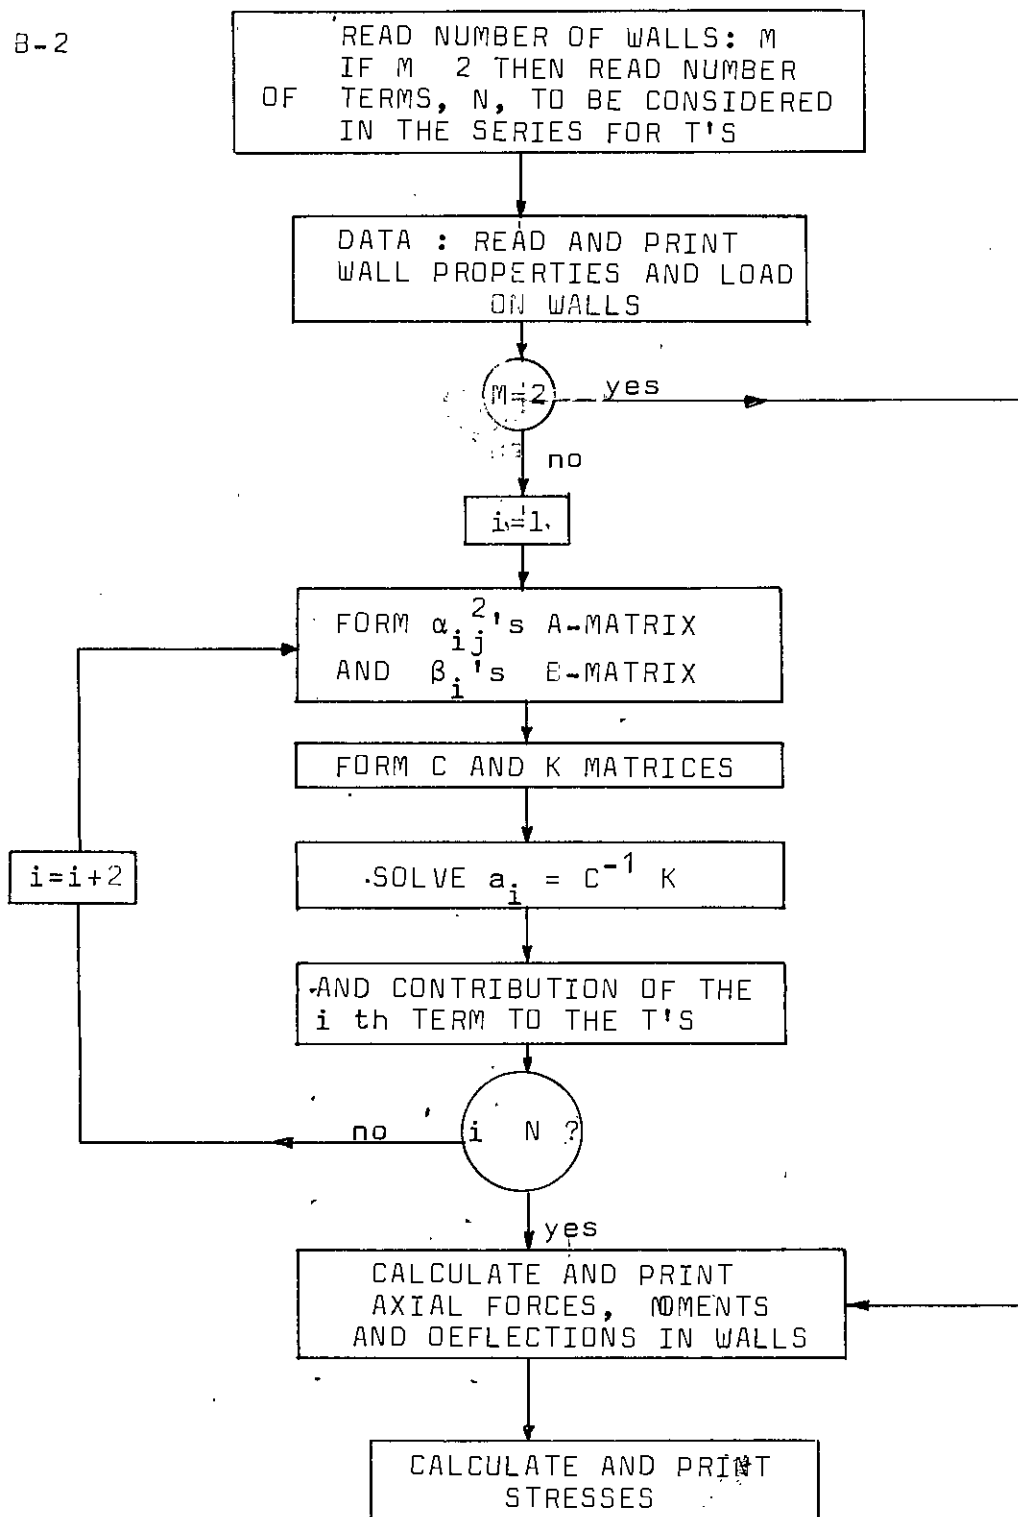 B-2
READ NUMBER OF WALLS: M
IF M 2 THEN READ NUMBER
OF TERMS, N, TO BE CONSIDERED
IN THE SERIES FOR T'S
DATA : READ AND PRINT
WALL PROPERTIES AND LOAD
ON WALLS
M=2
yes
no
i=1
FORM αij²'s A-MATRIX
AND βi's B-MATRIX
FORM C AND K MATRICES
i=i+2
SOLVE ai = C⁻¹ K
AND CONTRIBUTION OF THE
i th TERM TO THE T'S
no
i N ?
yes
CALCULATE AND PRINT
AXIAL FORCES, MOMENTS
AND DEFLECTIONS IN WALLS
CALCULATE AND PRINT
STRESSES